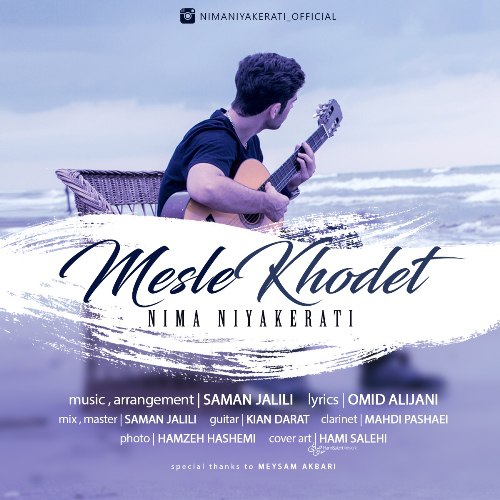 NIMANIYAKERATI_OFFICIAL
Mesle Khodet
NIMA NIYAKERATI
music , arrangement | SAMAN JALILI lyrics | OMID ALIJANI
mix , master | SAMAN JALILI guitar | KIAN DARAT clarinet | MAHDI PASHAEI
photo | HAMZEH HASHEMI cover art | HAMI SALEHI
special thanks to MEYSAM AKBARI